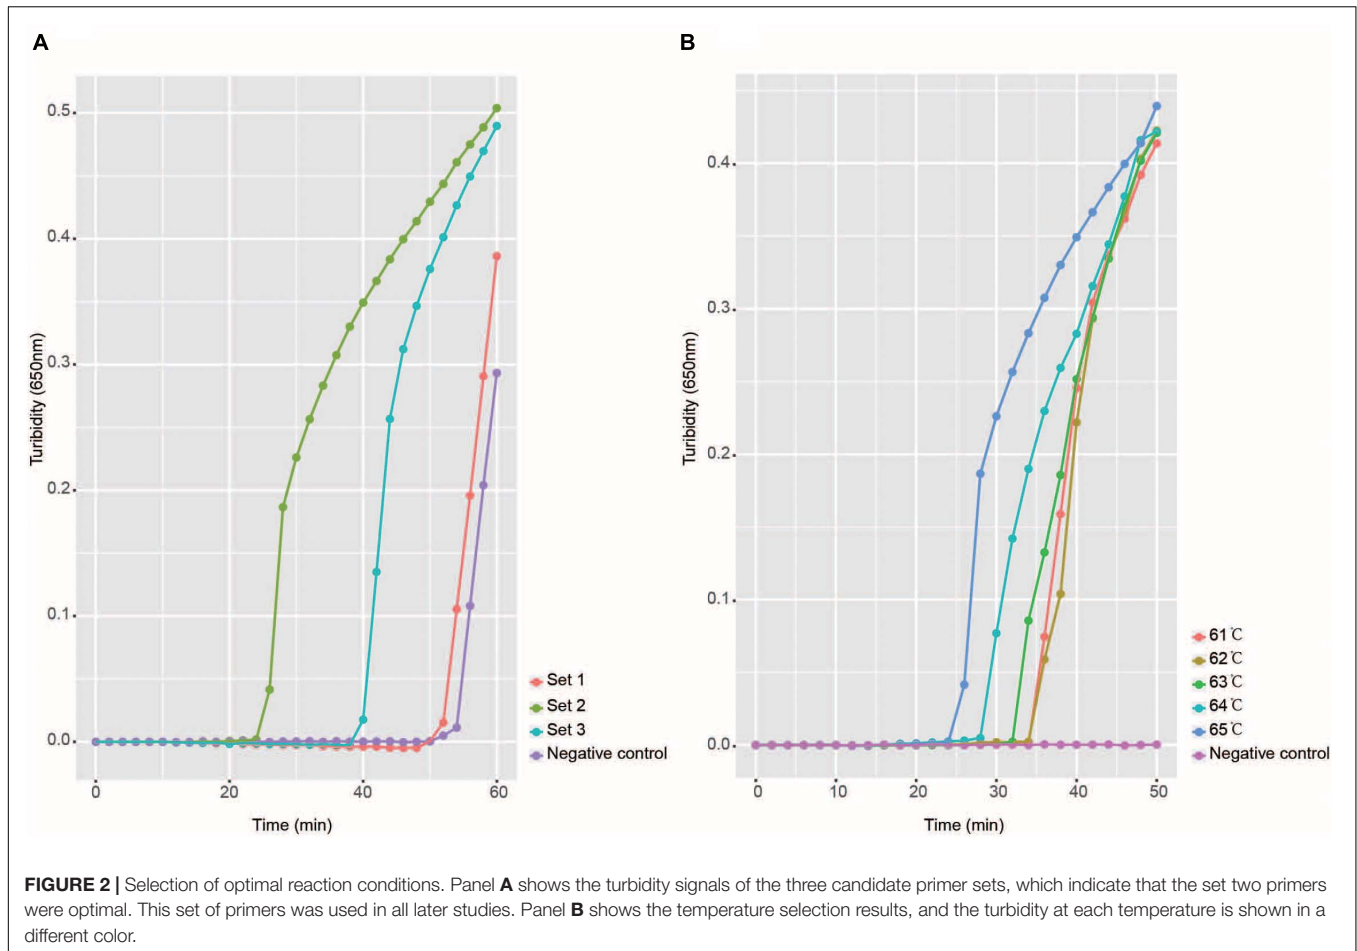 A
B
0.5
0.4
0.3
0.2
0.1
0.0
Turibidity (650nm)
0
20
40
60
Time (min)
Set 1
Set 2
Set 3
Negative control
0.4
0.3
0.2
0.1
0.0
Turbidity (650nm)
0
10
20
30
40
50
Time (min)
61℃
62℃
63℃
64℃
65℃
Negative control
FIGURE 2 | Selection of optimal reaction conditions. Panel A shows the turbidity signals of the three candidate primer sets, which indicate that the set two primers
were optimal. This set of primers was used in all later studies. Panel B shows the temperature selection results, and the turbidity at each temperature is shown in a
different color.